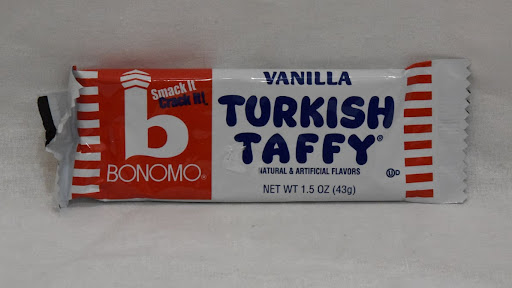 Smack It
Crack It!
b
BONOMO®
VANILLA
TURKISH
TAFFY®
NATURAL & ARTIFICIAL FLAVORS
NET WT 1.5 OZ (43g)
U D